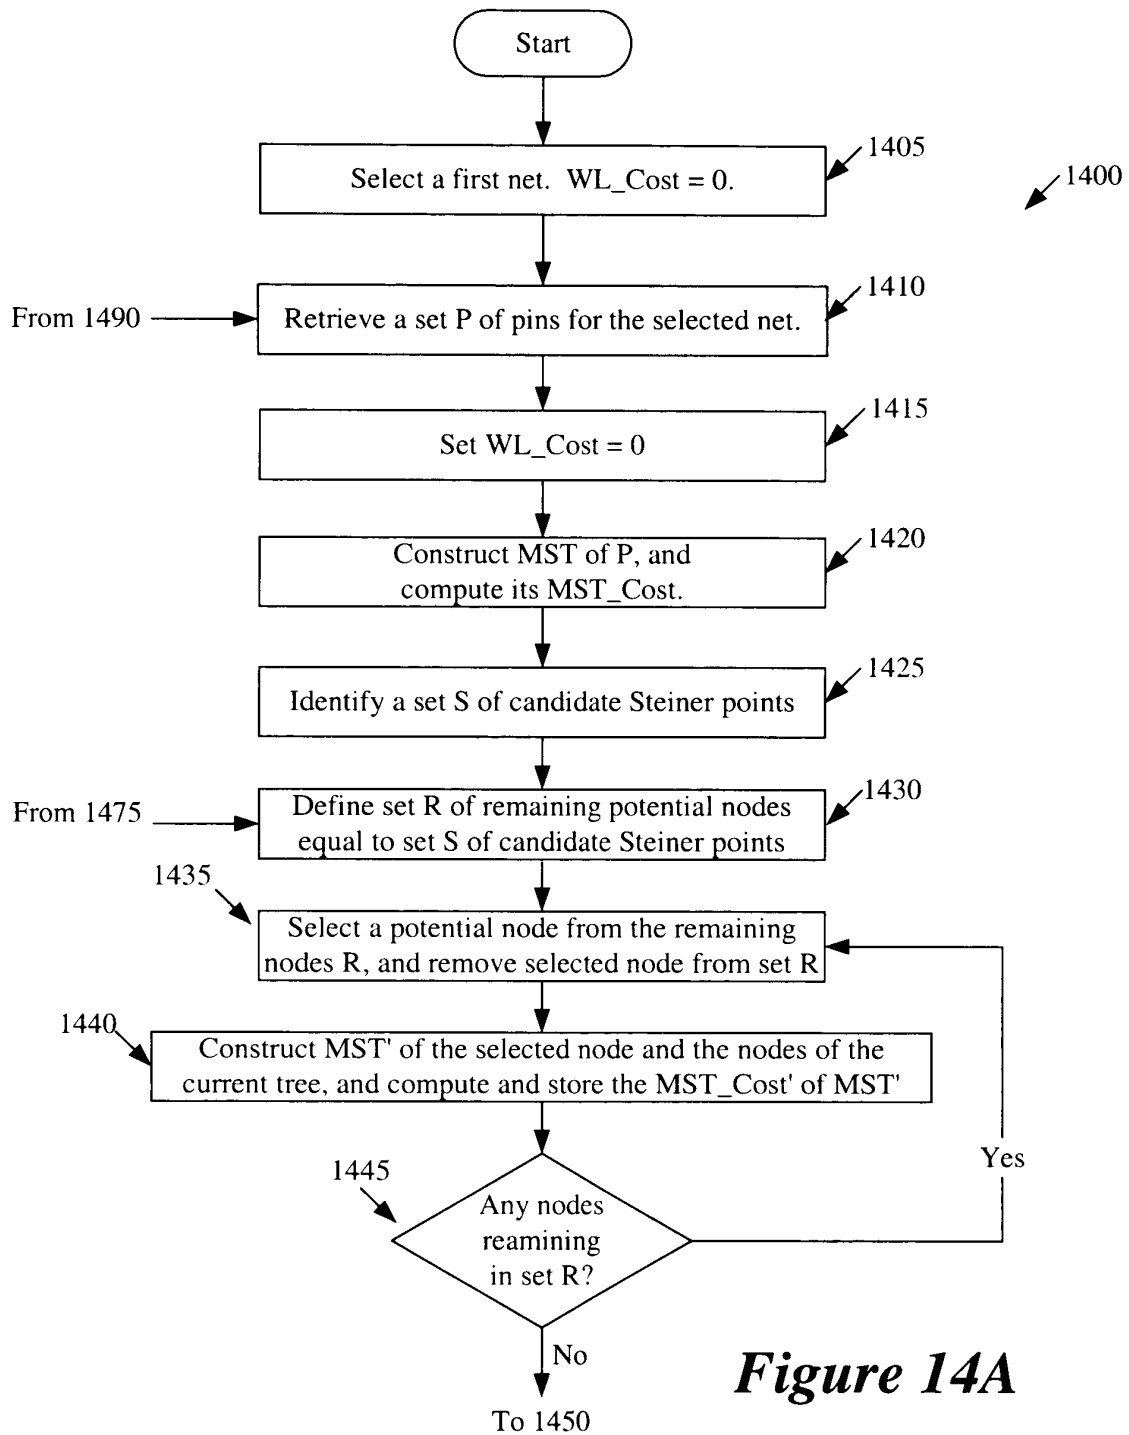 Start
1405
Select a first net. WL_Cost = 0.
1400
1410
From 1490
Retrieve a set P of pins for the selected net.
1415
Set WL_Cost = 0
1420
Construct MST of P, and
compute its MST_Cost.
1425
Identify a set S of candidate Steiner points
1430
From 1475
Define set R of remaining potential nodes
equal to set S of candidate Steiner points
1435
Select a potential node from the remaining
nodes R, and remove selected node from set R
1440
Construct MST' of the selected node and the nodes of the
current tree, and compute and store the MST_Cost' of MST'
Yes
1445
Any nodes
reamining
in set R?
No
To 1450
Figure 14A